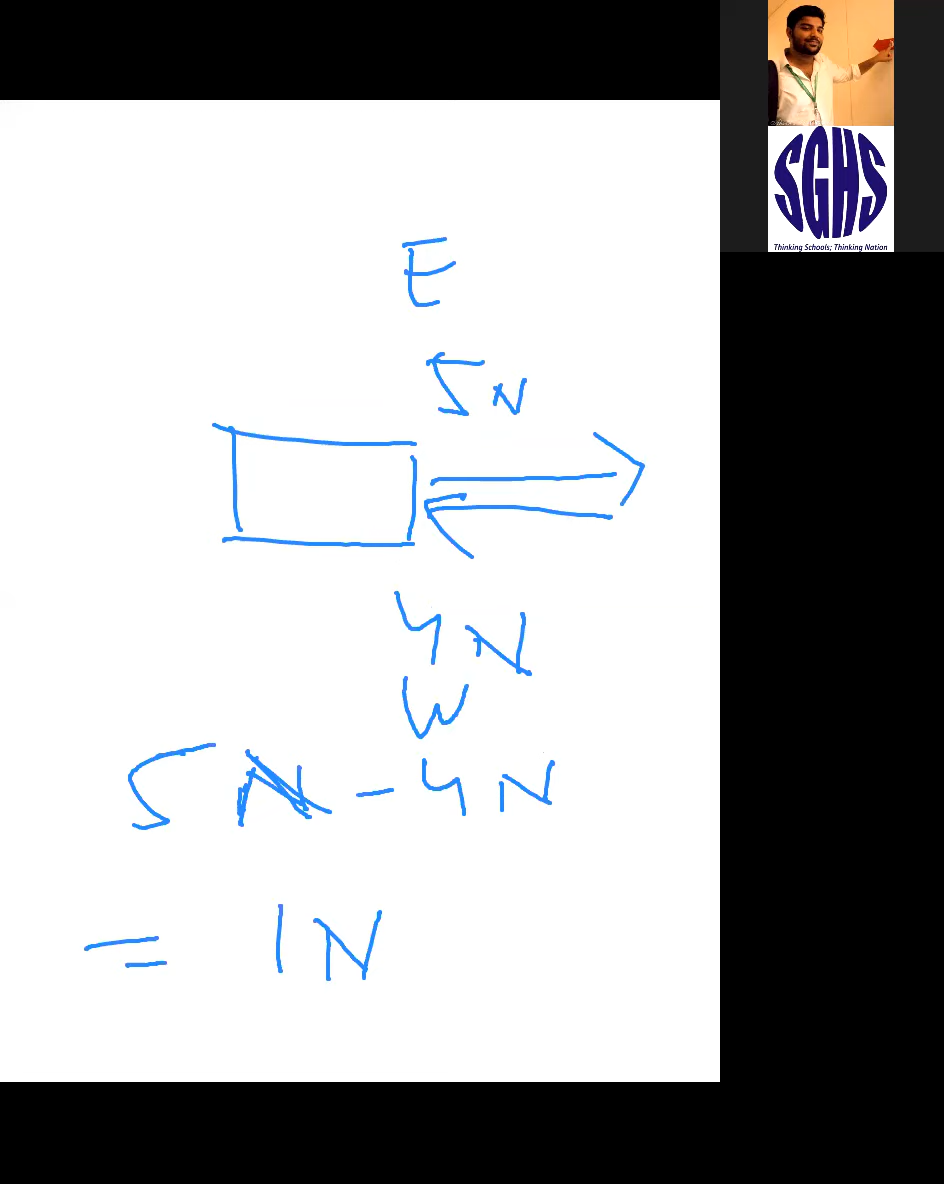 SGHS
Thinking Schools; Thinking Nation
E
5N
4N
W
5N - 4N
= 1N